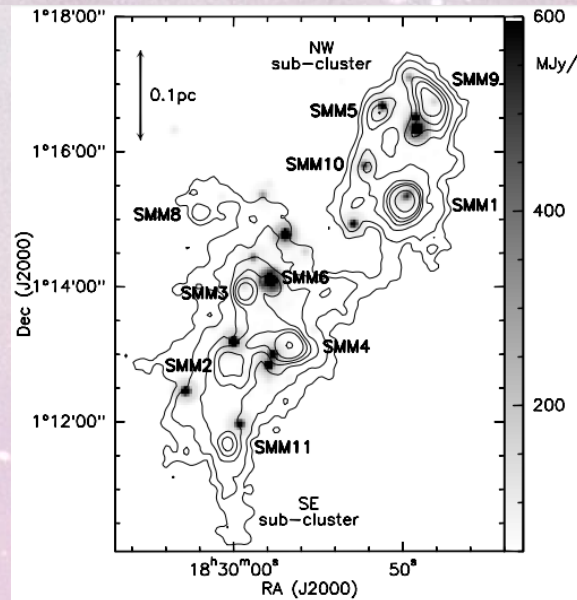 1°18'00"
600
NW
sub-cluster
MJy/
SMM9
0.1pc
SMM5
1°16'00"
SMM10
SMM1
SMM8
400
SMM6
1°14'00"
SMM3
Dec (J2000)
SMM4
SMM2
200
1°12'00"
SMM11
SE
sub-cluster
18ʰ30ᵐ00ˢ
50ˢ
RA (J2000)